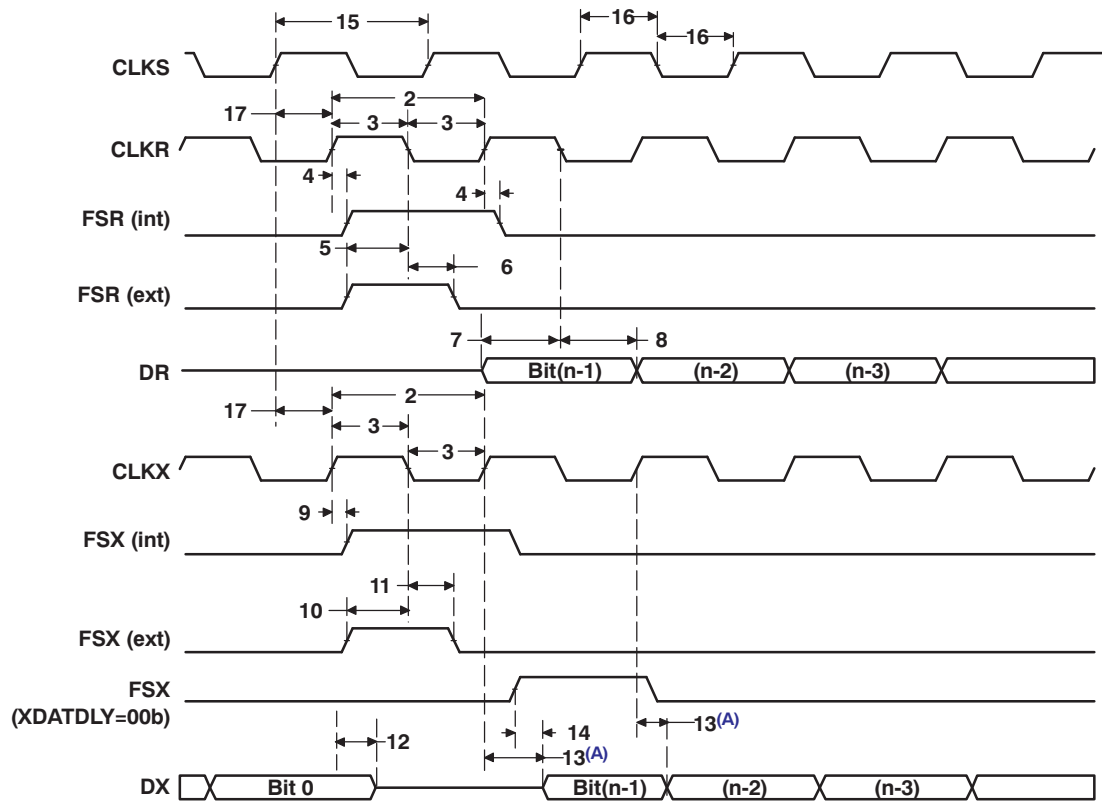 15
16
16
CLKS
2
17
3
3
CLKR
4
4
FSR (int)
5
6
FSR (ext)
7
8
DR
Bit(n-1)
(n-2)
(n-3)
2
17
3
3
CLKX
9
FSX (int)
11
10
FSX (ext)
FSX
(XDATDLY=00b)
14
13(A)
12
13(A)
DX
Bit 0
Bit(n-1)
(n-2)
(n-3)